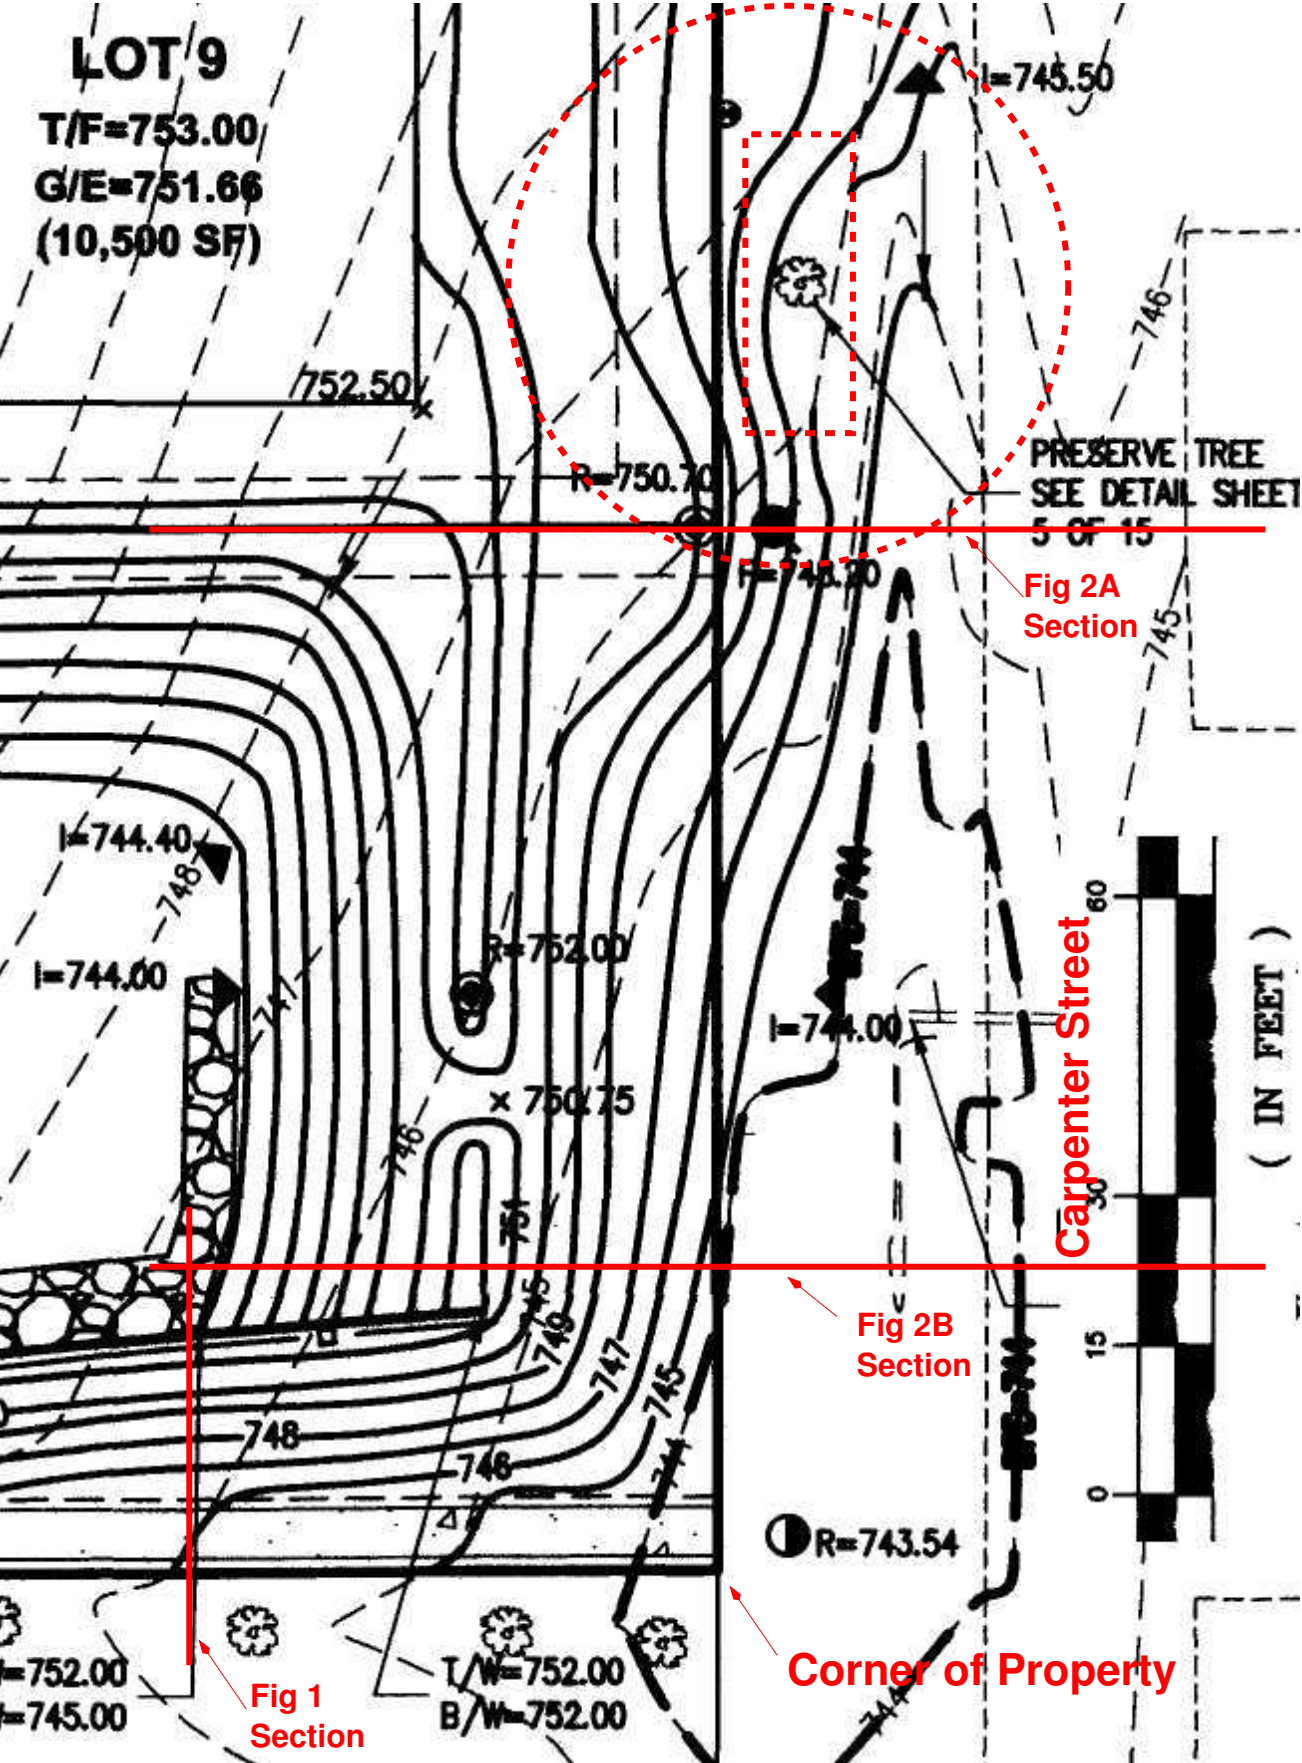 LOT 9
T/F=753.00
G/E=751.66
(10,500 SF)
I=745.50
746
752.50
PRESERVE TREE
SEE DETAIL SHEET
5 OF 15
R=750.70
Fig 2A
Section
745
I=744.40
748
60
R=752.00
I=744.00
747
I=744.00
Carpenter Street
( IN FEET )
750.75
746
30
751
745
749
747
745
Fig 2B
Section
15
748
746
744
0
R=743.54
Corner of Property
=752.00
=745.00
T/W=752.00
B/W=752.00
Fig 1
Section
744